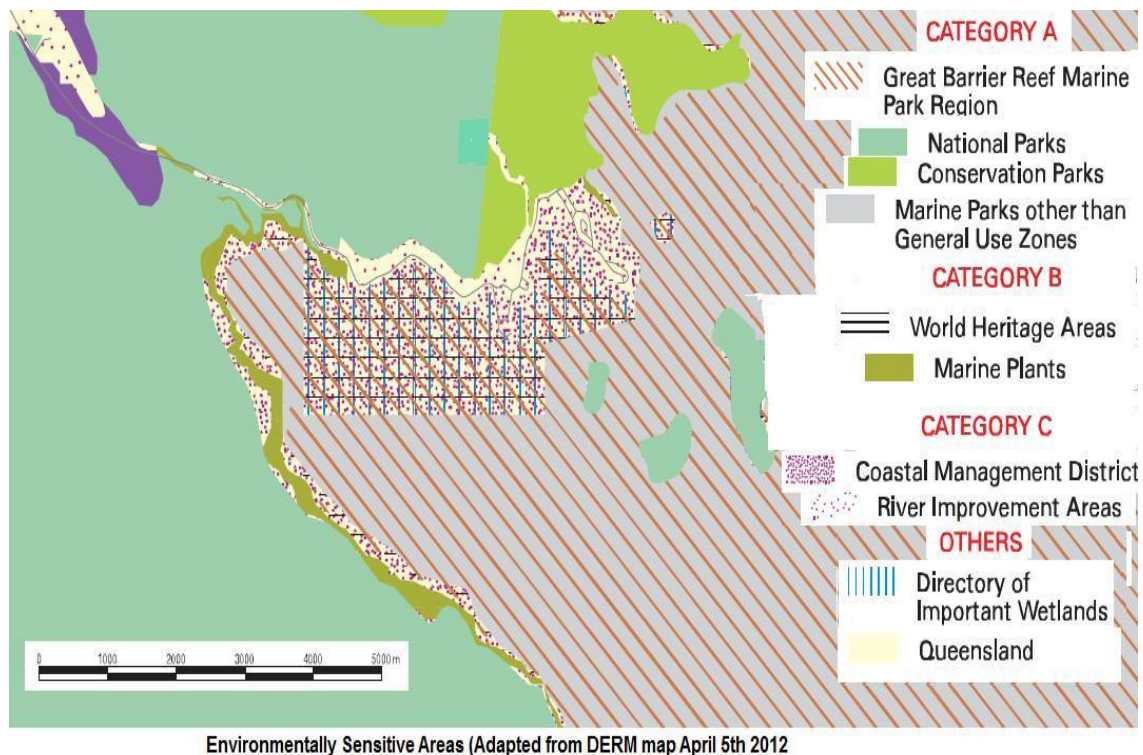 CATEGORY A
Great Barrier Reef Marine
Park Region
National Parks
Conservation Parks
Marine Parks other than
General Use Zones
CATEGORY B
World Heritage Areas
Marine Plants
CATEGORY C
Coastal Management District
River Improvement Areas
OTHERS
Directory of
Important Wetlands
Queensland
0 1000 2000 3000 4000 5000 m
Environmentally Sensitive Areas (Adapted from DERM map April 5th 2012